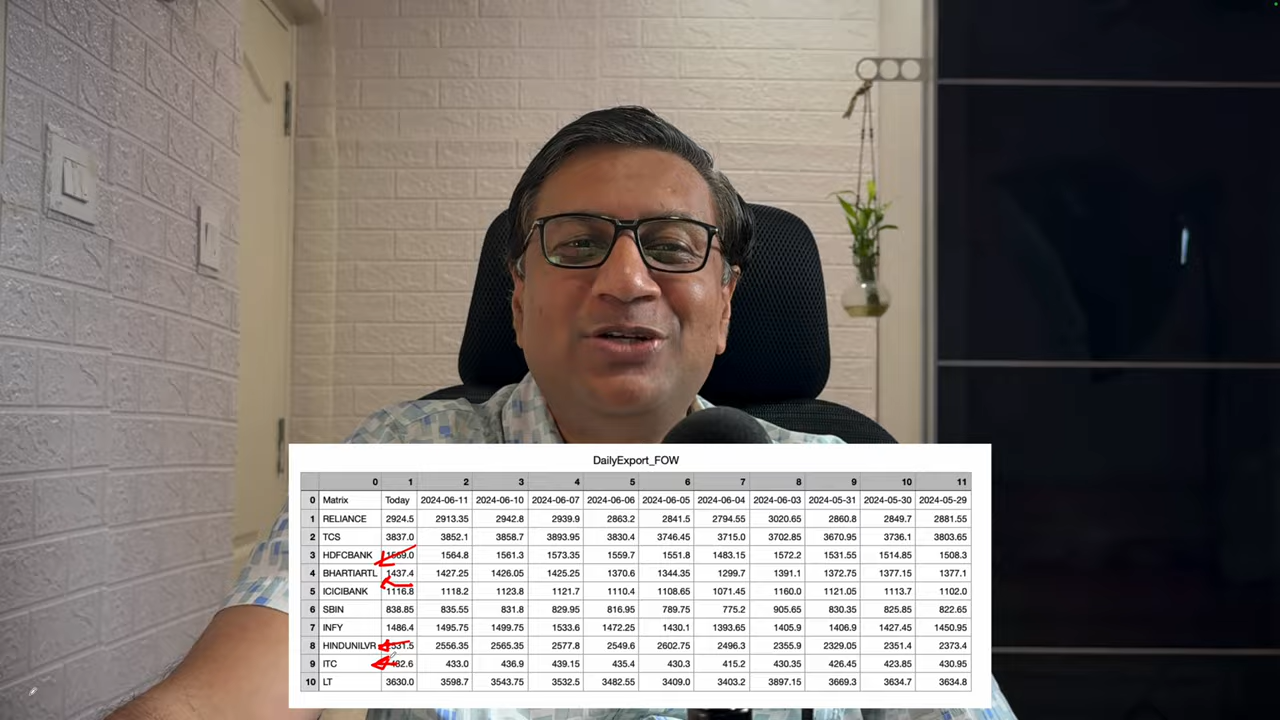 DailyExport_FOW
0 1 2 3 4 5 6 7 8 9 10 11
0 Matrix Today 2024-06-11 2024-06-10 2024-06-07 2024-06-06 2024-06-05 2024-06-04 2024-06-03 2024-05-31 2024-05-30 2024-05-29
1 RELIANCE 2924.5 2913.35 2942.8 2939.9 2863.2 2841.5 2794.55 3020.65 2860.8 2849.7 2881.55
2 TCS 3837.0 3852.1 3858.7 3893.95 3830.4 3746.45 3715.0 3702.85 3670.95 3736.1 3803.65
3 HDFCBANK 1564.8 1561.3 1573.35 1559.7 1551.8 1483.15 1572.2 1531.55 1514.85 1508.3
4 BHARTIARTL 1437.4 1427.25 1426.05 1425.25 1370.6 1344.35 1299.7 1391.1 1372.75 1377.15 1377.1
5 ICICIBANK 1116.8 1118.2 1123.8 1121.7 1110.4 1108.65 1071.45 1160.0 1121.05 1113.7 1102.0
6 SBIN 838.85 835.55 831.8 829.95 816.95 789.75 775.2 905.65 830.35 825.85 822.65
7 INFY 1486.4 1495.75 1499.75 1533.6 1472.25 1430.1 1393.65 1405.9 1406.9 1427.45 1450.95
8 HINDUNILVR 2556.35 2565.35 2577.8 2549.6 2602.75 2496.3 2355.9 2329.05 2351.4 2373.4
9 ITC 433.0 436.9 439.15 435.4 430.3 415.2 430.35 426.45 423.85 430.95
10 LT 3630.0 3598.7 3543.75 3532.5 3482.55 3409.0 3403.2 3897.15 3669.3 3634.7 3634.8